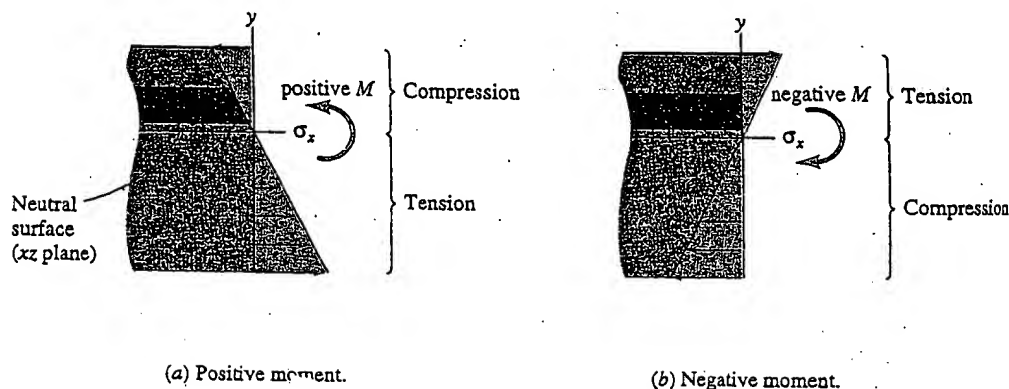 y
positive M
Compression
σx
Tension
Neutral
surface
(xz plane)
(a) Positive moment.
y
negative M
Tension
σx
Compression
(b) Negative moment.